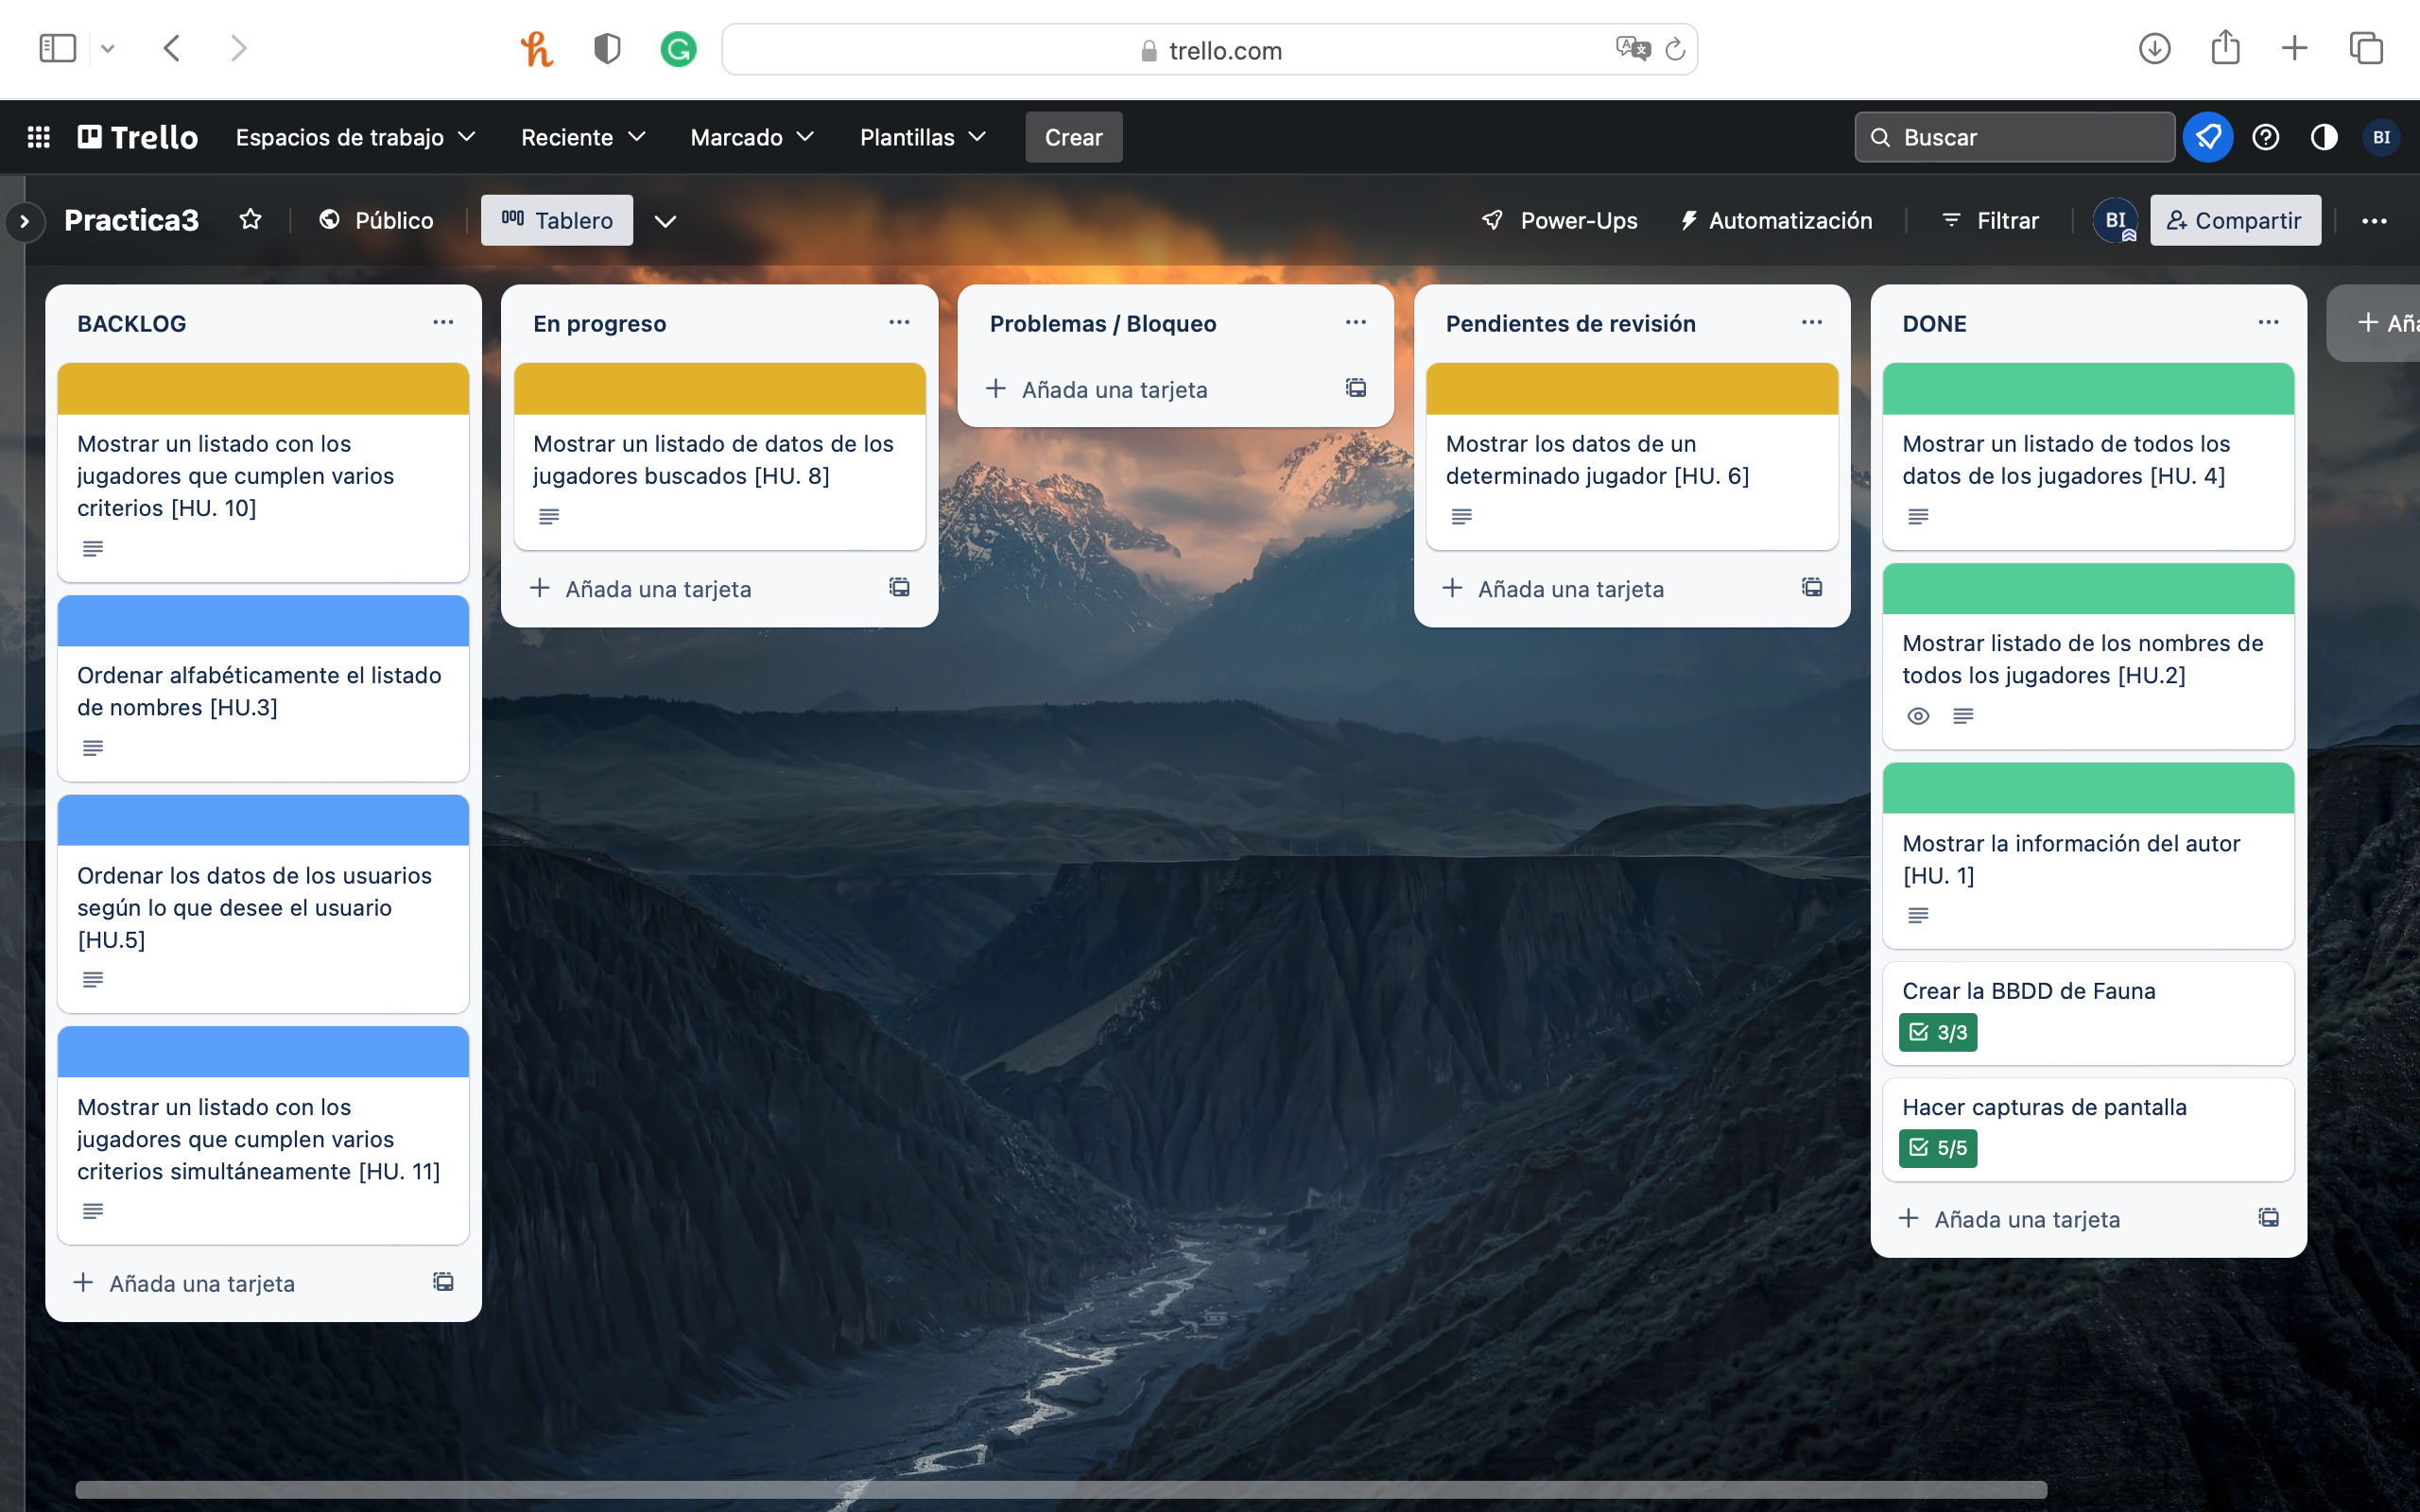 trello.com
Trello
Espacios de trabajo
Reciente
Marcado
Plantillas
Crear
Buscar
BI
Practica3
Público
Tablero
Power-Ups
Automatización
Filtrar
BI
Compartir
BACKLOG
Mostrar un listado con los
jugadores que cumplen varios
criterios [HU. 10]
Ordenar alfabéticamente el listado
de nombres [HU.3]
Ordenar los datos de los usuarios
según lo que desee el usuario
[HU.5]
Mostrar un listado con los
jugadores que cumplen varios
criterios simultáneamente [HU. 11]
Añada una tarjeta
En progreso
Mostrar un listado de datos de los
jugadores buscados [HU. 8]
Añada una tarjeta
Problemas / Bloqueo
Añada una tarjeta
Pendientes de revisión
Mostrar los datos de un
determinado jugador [HU. 6]
Añada una tarjeta
DONE
Mostrar un listado de todos los
datos de los jugadores [HU. 4]
Mostrar listado de los nombres de
todos los jugadores [HU.2]
Mostrar la información del autor
[HU. 1]
Crear la BBDD de Fauna
3/3
Hacer capturas de pantalla
5/5
Añada una tarjeta